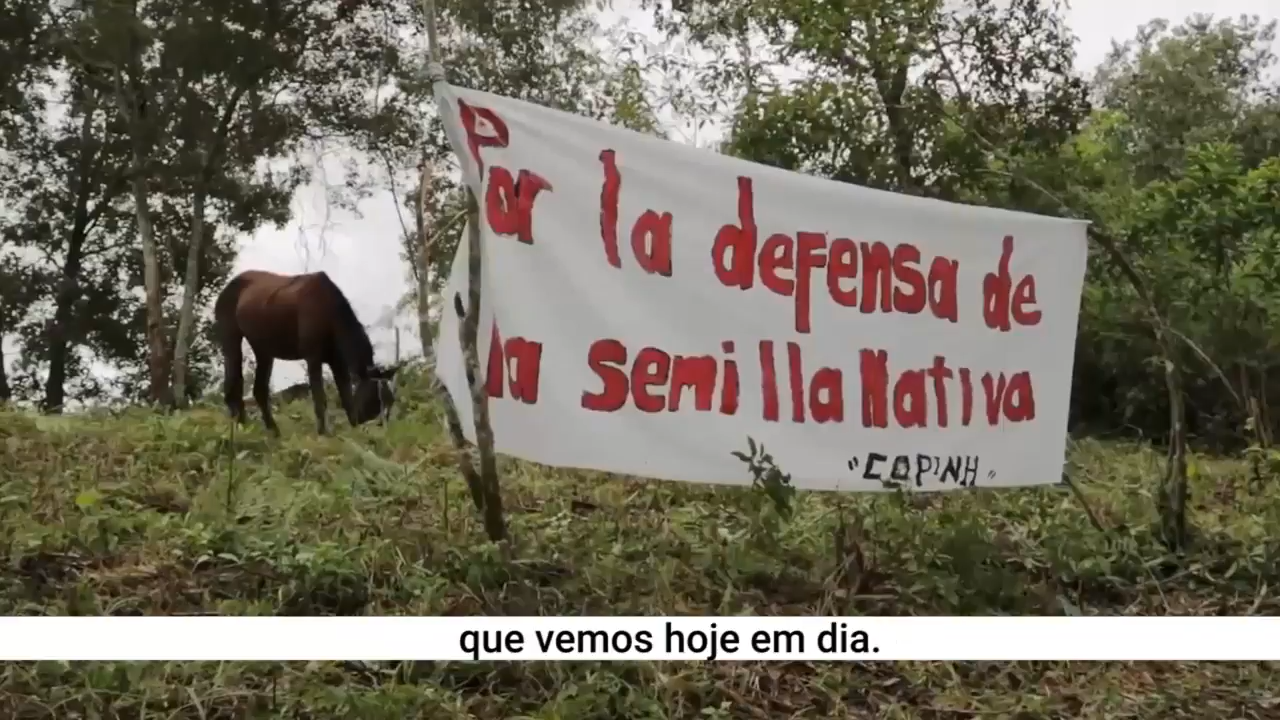 Por la defensa de
la semilla Nativa
"COPINH"
que vemos hoje em dia.